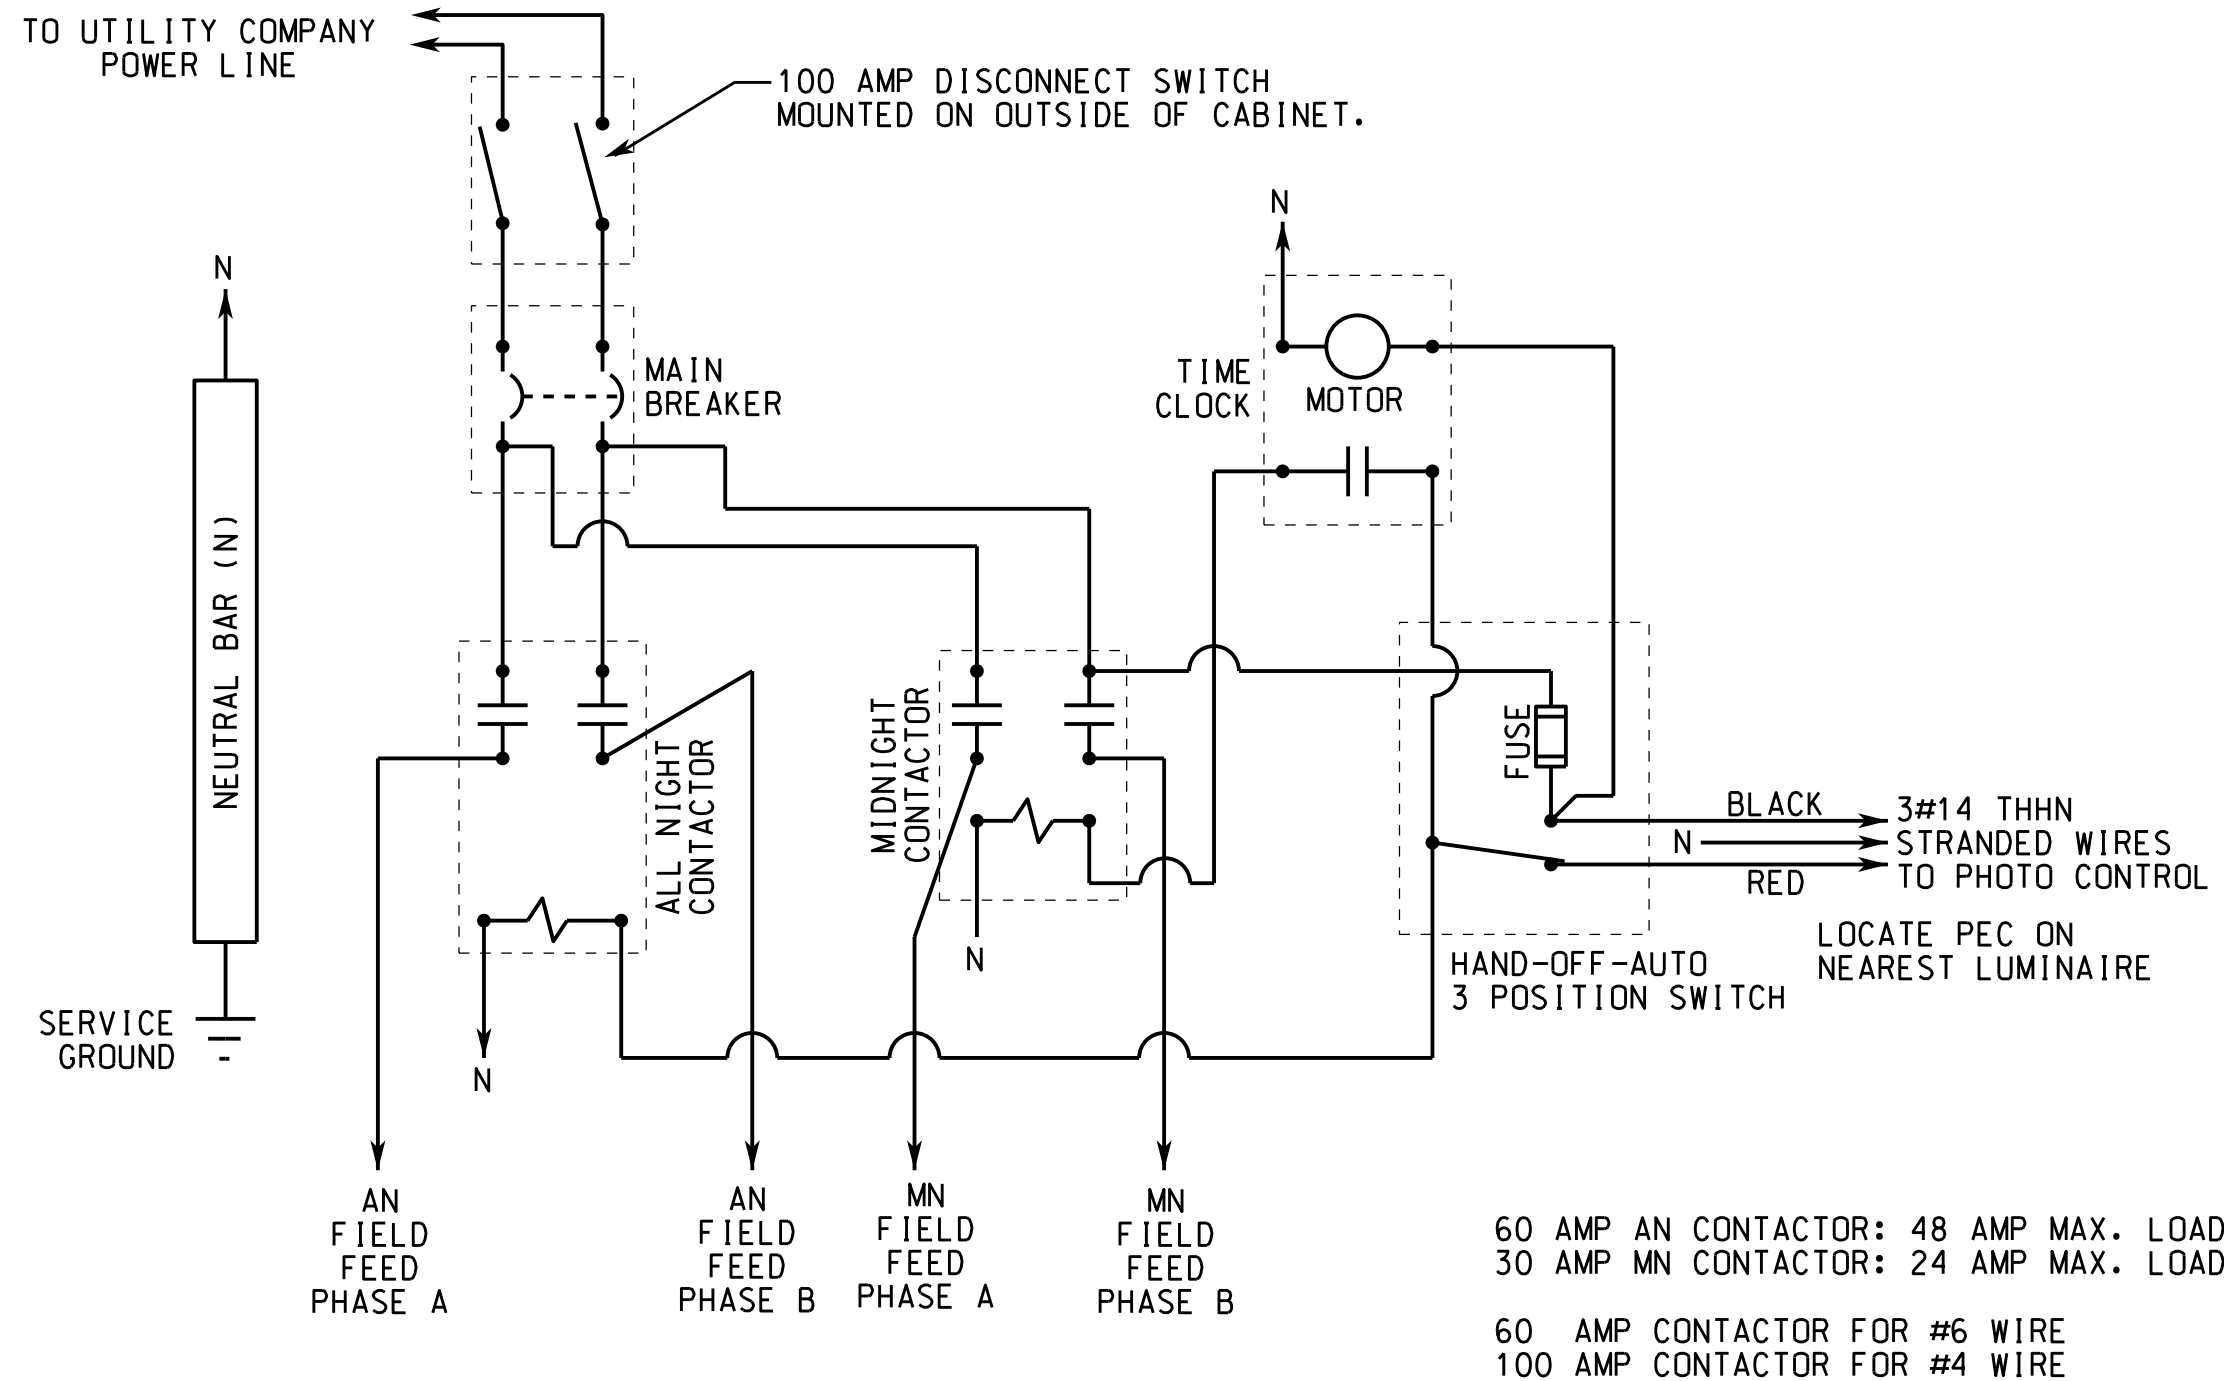 TO UTILITY COMPANY
POWER LINE
100 AMP DISCONNECT SWITCH
MOUNTED ON OUTSIDE OF CABINET.
N
N
MAIN
BREAKER
TIME
CLOCK
MOTOR
NEUTRAL BAR (N)
ALL NIGHT
CONTACTOR
MIDNIGHT
CONTACTOR
FUSE
BLACK
N
RED
3#14 THHN
STRANDED WIRES
TO PHOTO CONTROL
LOCATE PEC ON
NEAREST LUMINAIRE
HAND-OFF-AUTO
3 POSITION SWITCH
N
SERVICE
GROUND
N
AN
FIELD
FEED
PHASE A
AN
FIELD
FEED
PHASE B
MN
FIELD
FEED
PHASE A
MN
FIELD
FEED
PHASE B
60 AMP AN CONTACTOR: 48 AMP MAX. LOAD
30 AMP MN CONTACTOR: 24 AMP MAX. LOAD
60 AMP CONTACTOR FOR #6 WIRE
100 AMP CONTACTOR FOR #4 WIRE